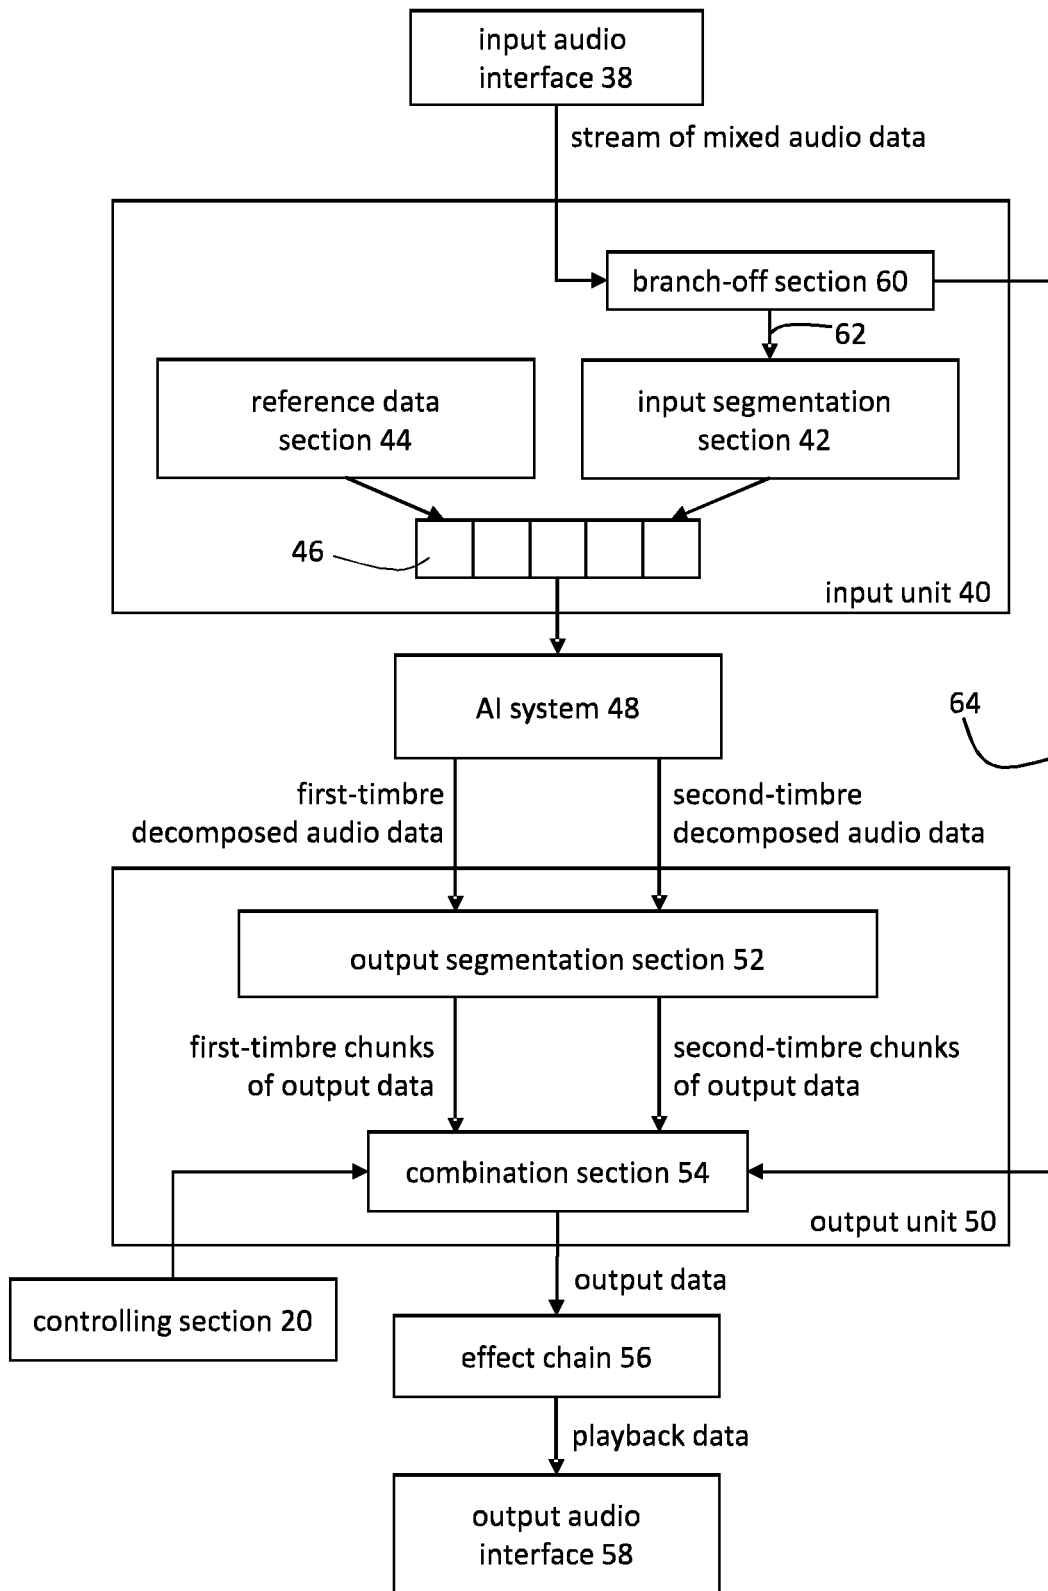 input audio
interface 38
stream of mixed audio data
branch-off section 60
62
reference data
section 44
input segmentation
section 42
46
input unit 40
AI system 48
64
first-timbre
decomposed audio data
second-timbre
decomposed audio data
output segmentation section 52
first-timbre chunks
of output data
second-timbre chunks
of output data
combination section 54
output unit 50
output data
controlling section 20
effect chain 56
playback data
output audio
interface 58